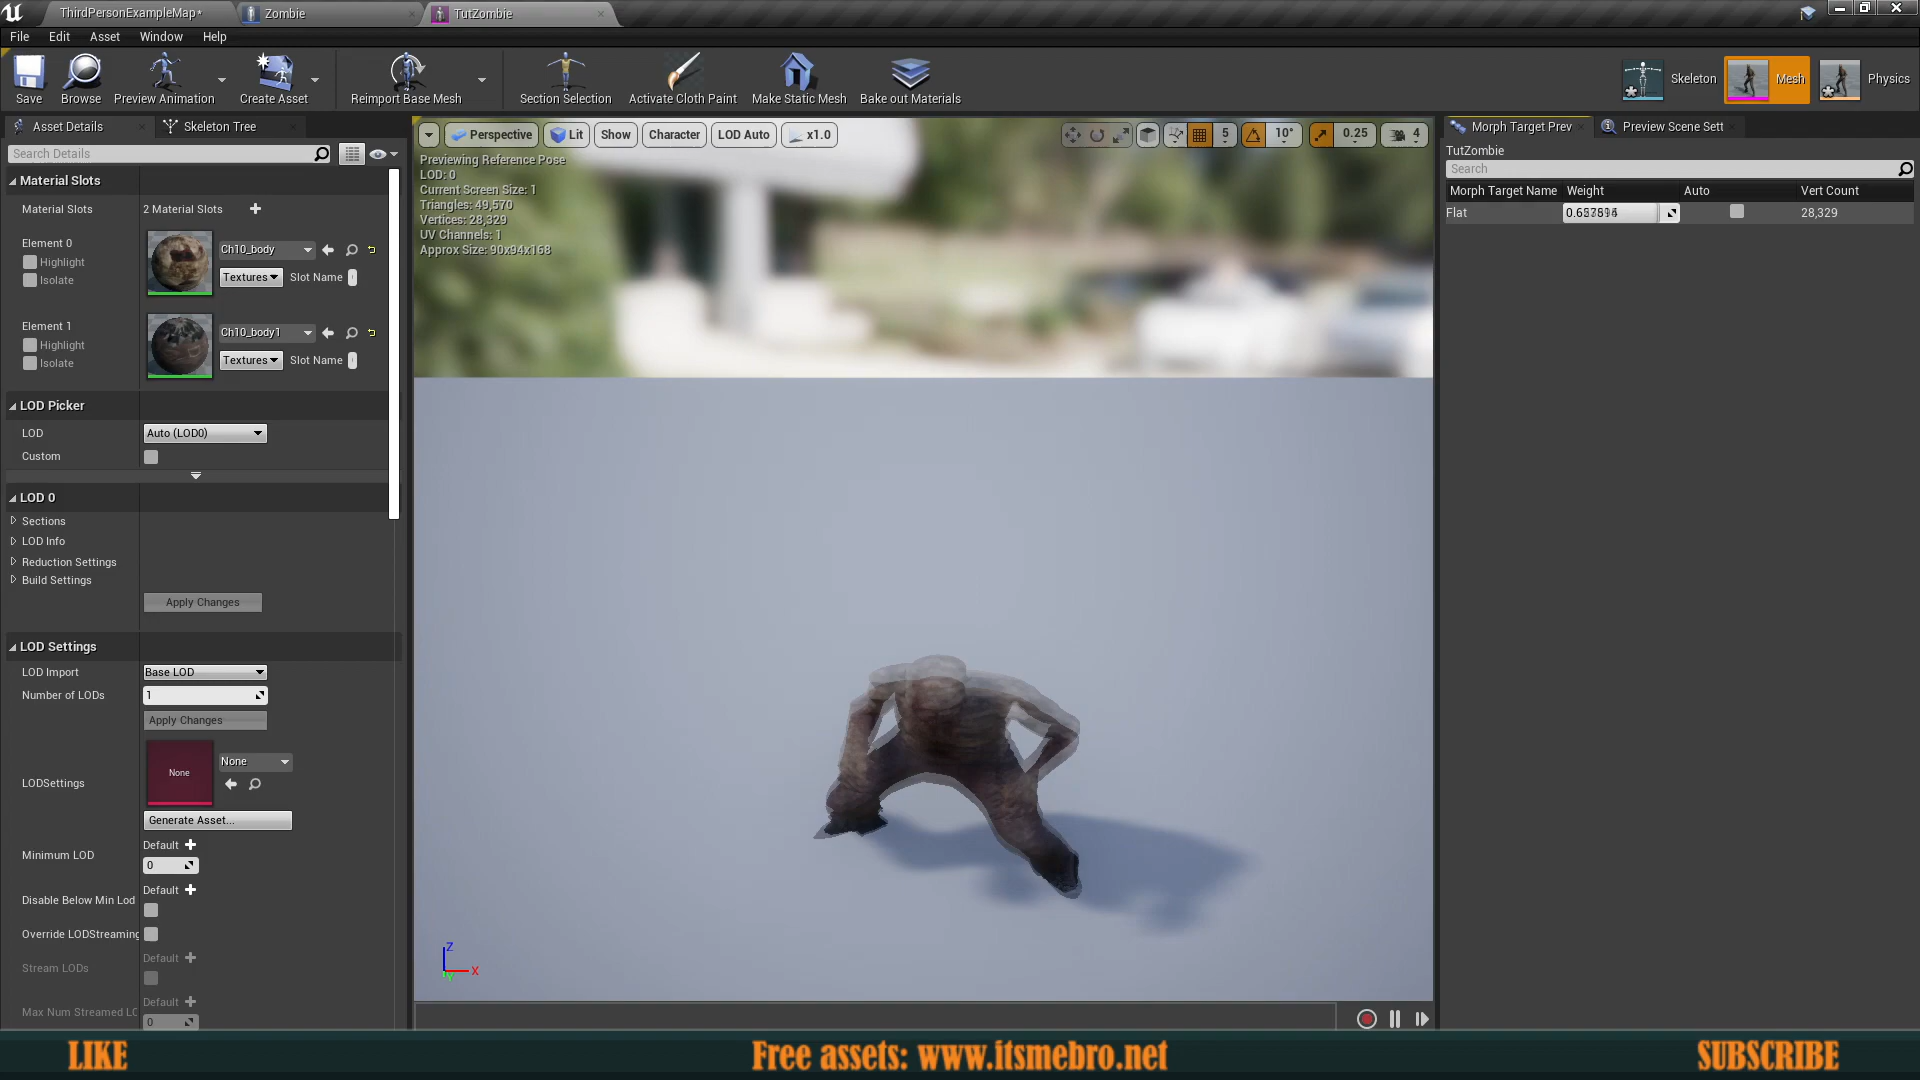 ThirdPersonExampleMap*
Zombie
TutZombie
File Edit Asset Window Help
Save
Browse
Preview Animation
Create Asset
Reimport Base Mesh
Section Selection
Activate Cloth Paint
Make Static Mesh
Bake out Materials
Skeleton
Mesh
Physics
Asset Details
Skeleton Tree
Search Details
Material Slots
Material Slots 2 Material Slots
Element 0
Highlight
Isolate
Ch10_body
Textures Slot Name
Element 1
Highlight
Isolate
Ch10_body1
Textures Slot Name
LOD Picker
LOD Auto (LOD0)
Custom
LOD 0
Sections
LOD Info
Reduction Settings
Build Settings
Apply Changes
LOD Settings
LOD Import Base LOD
Number of LODs 1
Apply Changes
LODSettings
None
None
Generate Asset...
Minimum LOD
Default
0
Disable Below Min Lod
Default
Override LODStreaming
Stream LODs
Default
Max Num Streamed LO
Default
0
Perspective Lit Show Character LOD Auto x1.0
5 10° 0.25 4
Previewing Reference Pose
LOD: 0
Current Screen Size: 1
Triangles: 49,570
Vertices: 28,329
UV Channels: 1
Approx Size: 90x94x168
Z
X
Y
Morph Target Prev
Preview Scene Sett
TutZombie
Search
Morph Target Name Weight Auto Vert Count
Flat 28,329
LIKE
Free assets: www.itsmebro.net
SUBSCRIBE